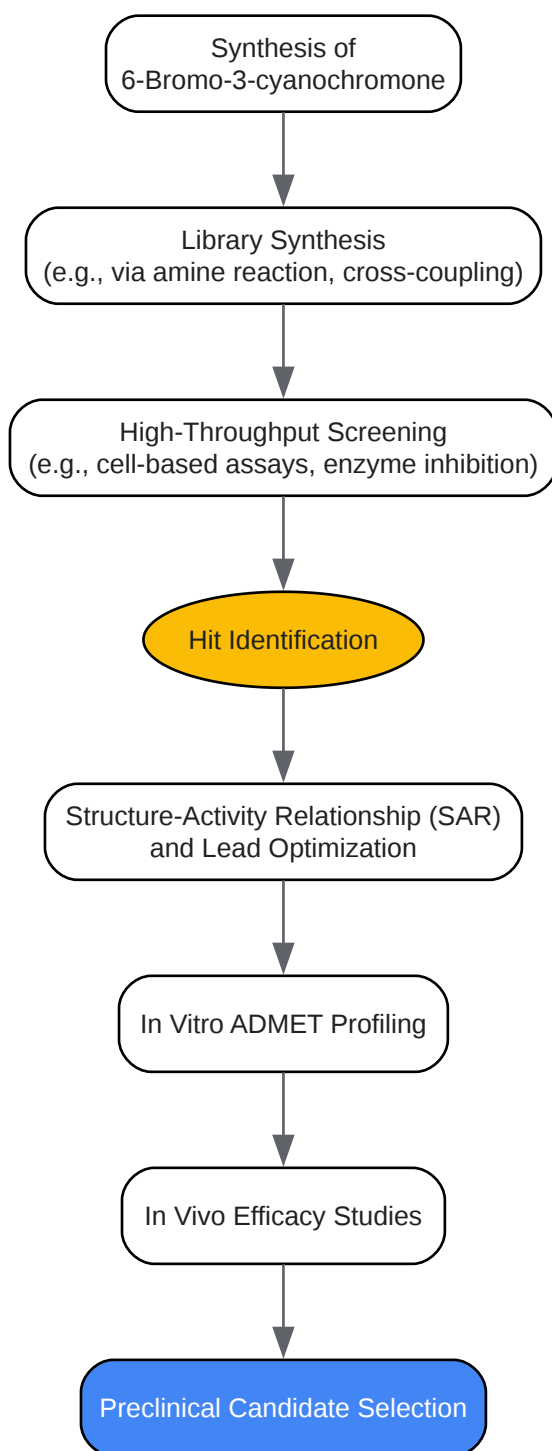 Synthesis of
6-Bromo-3-cyanochromone
Library Synthesis
(e.g., via amine reaction, cross-coupling)
High-Throughput Screening
(e.g., cell-based assays, enzyme inhibition)
Hit Identification
Structure-Activity Relationship (SAR)
and Lead Optimization
In Vitro ADMET Profiling
In Vivo Efficacy Studies
Preclinical Candidate Selection